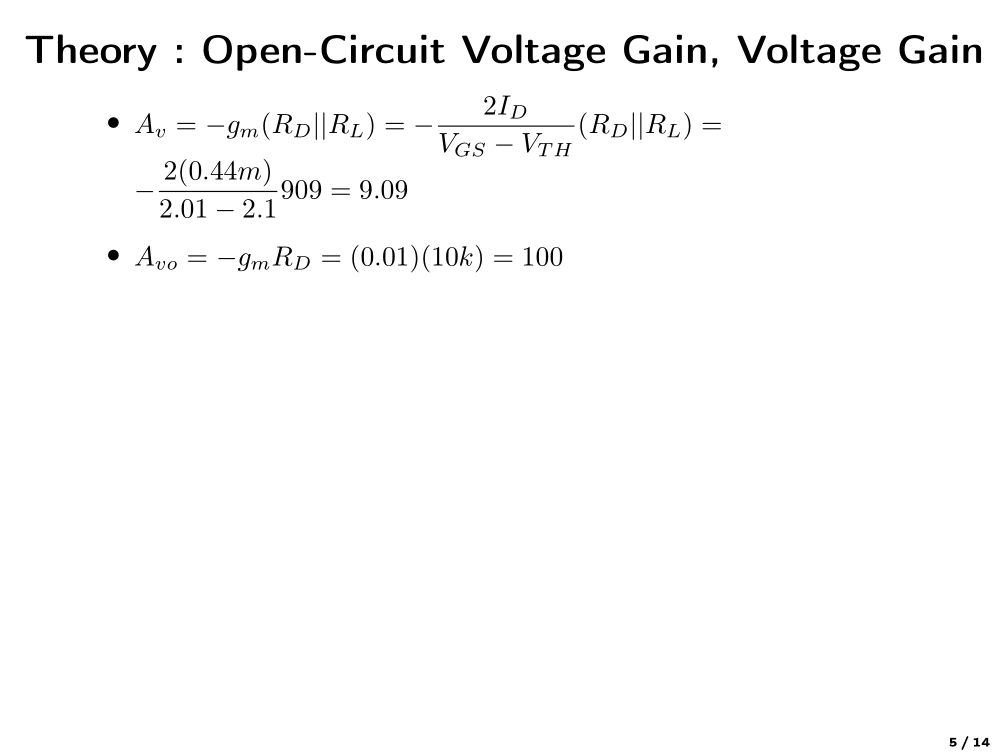 Theory : Open-Circuit Voltage Gain, Voltage Gain
• $A_v = -g_m(R_D||R_L) = -\frac{2I_D}{V_{GS} - V_{TH}}(R_D||R_L) =$
$-\frac{2(0.44m)}{2.01 - 2.1}909 = 9.09$
• $A_{vo} = -g_m R_D = (0.01)(10k) = 100$
5 / 14